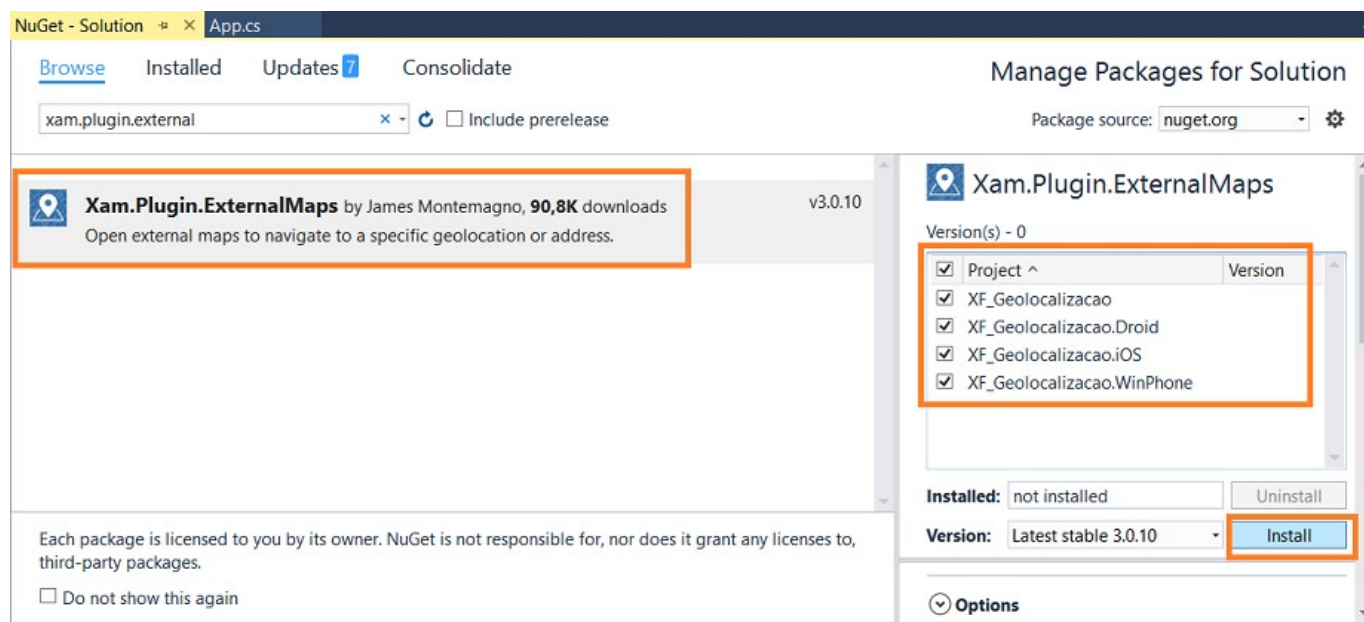 NuGet - Solution
App.cs
Browse Installed Updates 7 Consolidate
Manage Packages for Solution
xam.plugin.external
Include prerelease
Package source: nuget.org
Xam.Plugin.ExternalMaps by James Montemagno, 90,8K downloads
v3.0.10
Open external maps to navigate to a specific geolocation or address.
Each package is licensed to you by its owner. NuGet is not responsible for, nor does it grant any licenses to,
third-party packages.
Do not show this again
Xam.Plugin.ExternalMaps
Version(s) - 0
Project Version
XF_Geolocalizacao
XF_Geolocalizacao.Droid
XF_Geolocalizacao.iOS
XF_Geolocalizacao.WinPhone
Installed: not installed Uninstall
Version: Latest stable 3.0.10 Install
Options